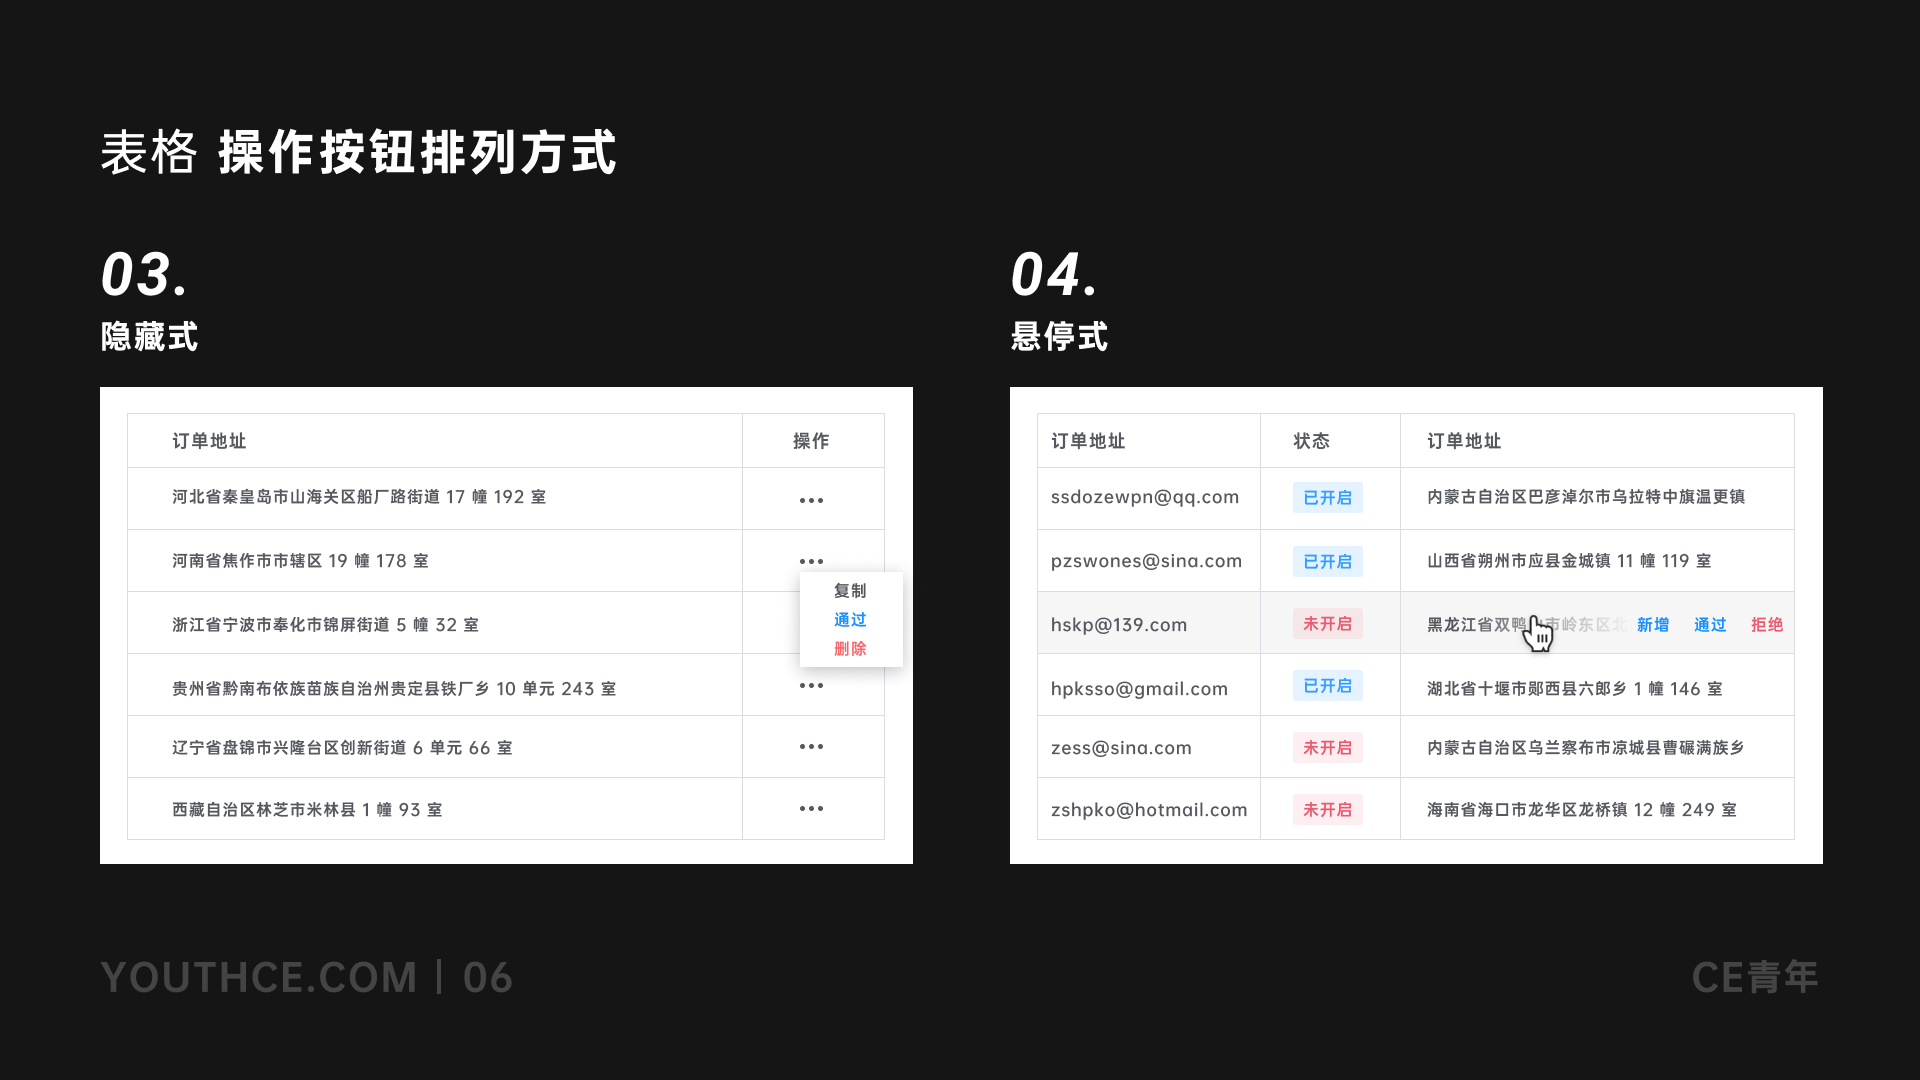 表格 操作按钮排列方式
03.
隐藏式
订单地址 操作
河北省秦皇岛市山海关区船厂路街道 17 幢 192 室
河南省焦作市市辖区 19 幢 178 室
复制
浙江省宁波市奉化市锦屏街道 5 幢 32 室 通过
删除
贵州省黔南布依族苗族自治州贵定县铁厂乡 10 单元 243 室
辽宁省盘锦市兴隆台区创新街道 6 单元 66 室
西藏自治区林芝市米林县 1 幢 93 室
04.
悬停式
订单地址 状态 订单地址
ssdozewpn@qq.com 已开启 内蒙古自治区巴彦淖尔市乌拉特中旗温更镇
pzswones@sina.com 已开启 山西省朔州市应县金城镇 11 幢 119 室
hskp@139.com 未开启 黑龙江省双鸭 市岭东区北 新增 通过 拒绝
hpksso@gmail.com 已开启 湖北省十堰市郧西县六郎乡 1 幢 146 室
zess@sina.com 未开启 内蒙古自治区乌兰察布市凉城县曹碾满族乡
zshpko@hotmail.com 未开启 海南省海口市龙华区龙桥镇 12 幢 249 室
YOUTHCE.COM | 06
CE青年